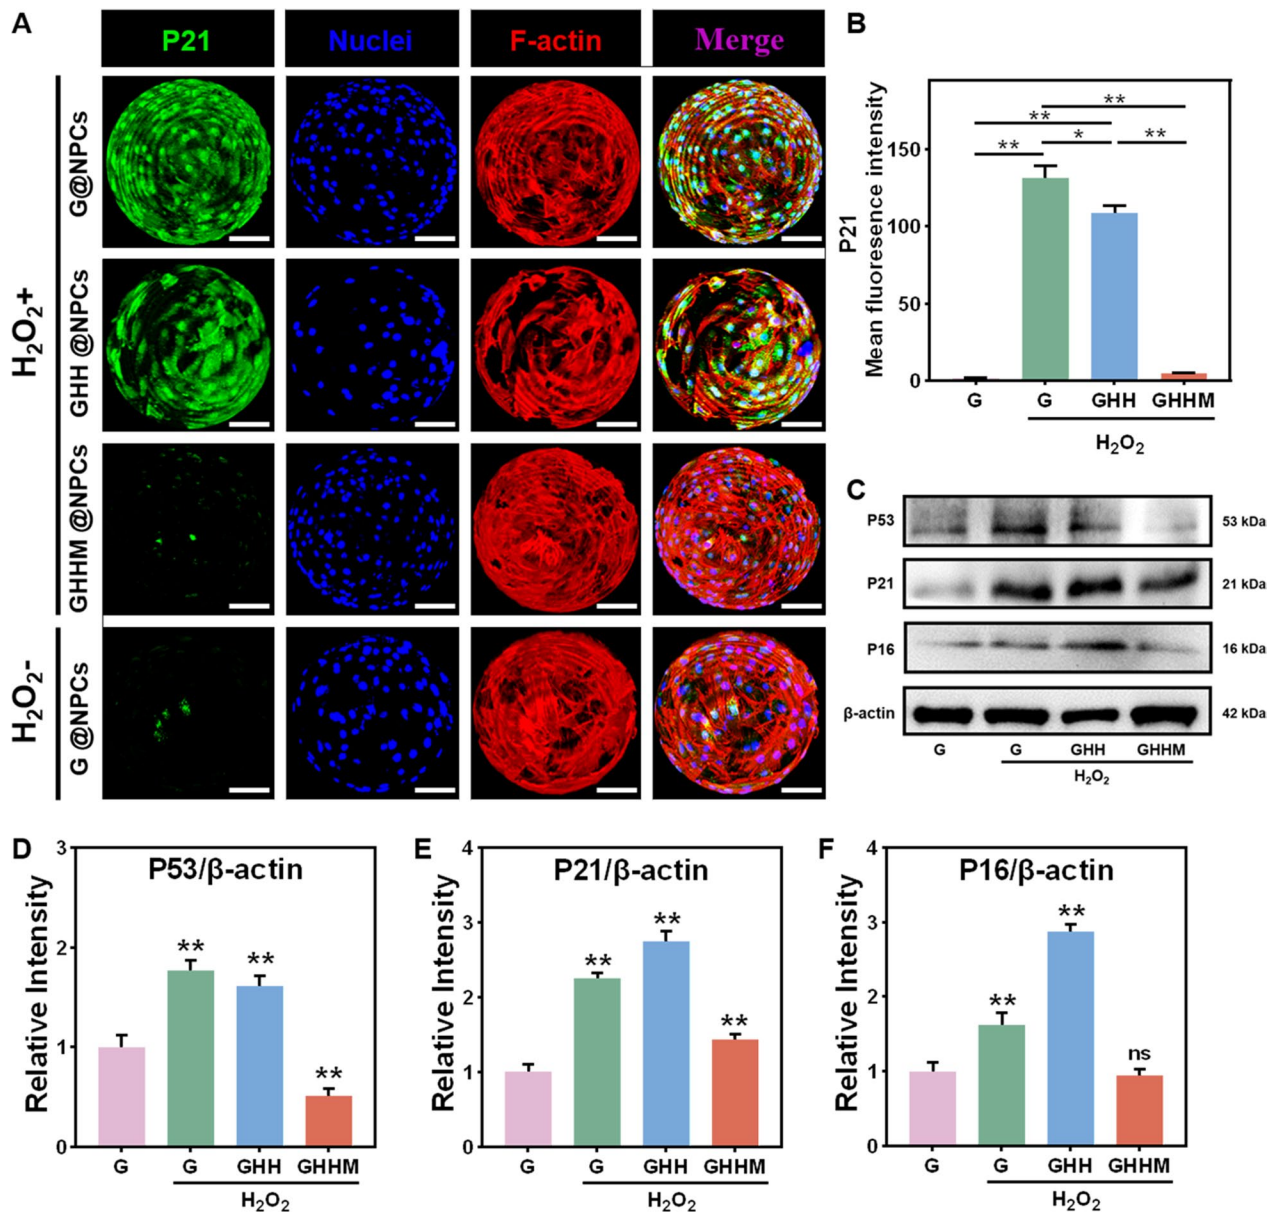 A
P21 Nuclei F-actin Merge
H₂O₂+
G@NPCs
GHH @NPCs
GHHM @NPCs
H₂O₂-
G @NPCs
B
P21
Mean fluoresence intensity
150
100
50
0
** ** ** * **
G G GHH GHHM
H₂O₂
C
P53 53 kDa
P21 21 kDa
P16 16 kDa
β-actin 42 kDa
G G GHH GHHM
H₂O₂
D
P53/β-actin
Relative Intensity
3
2
1
0
** ** **
G G GHH GHHM
H₂O₂
E
P21/β-actin
Relative Intensity
4
3
2
1
0
** ** **
G G GHH GHHM
H₂O₂
F
P16/β-actin
Relative Intensity
4
3
2
1
0
** ** ns
G G GHH GHHM
H₂O₂